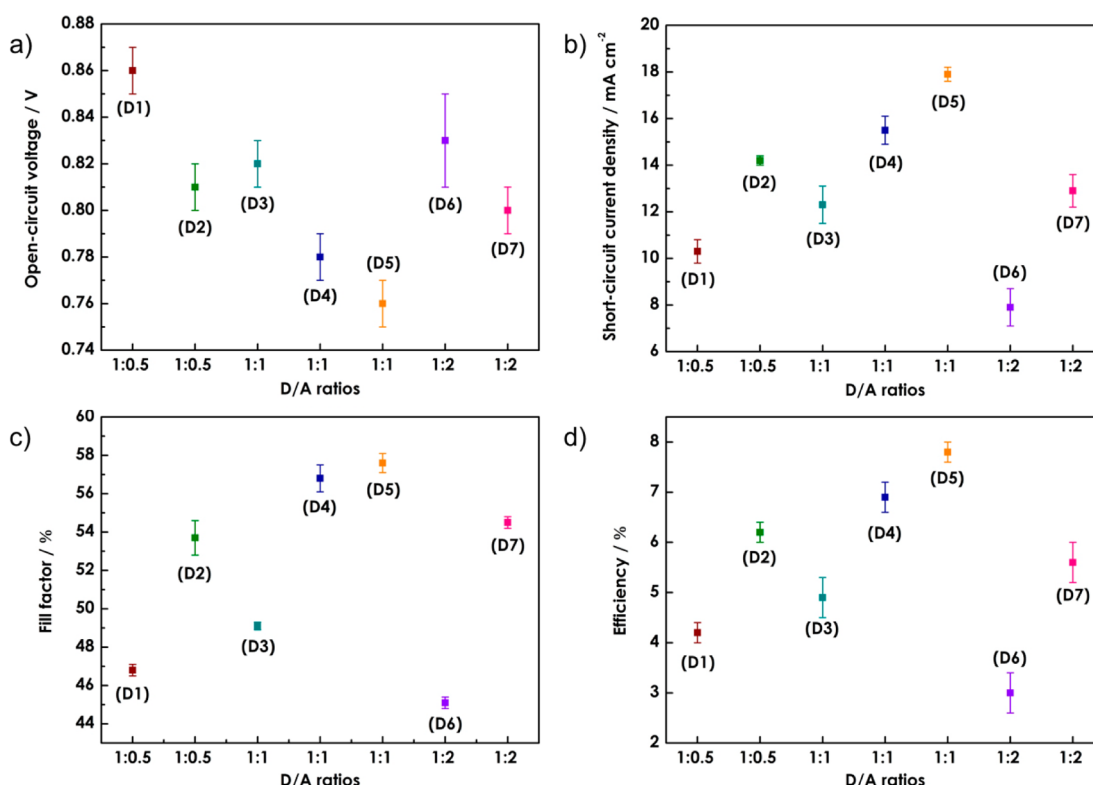 a)
Open-circuit voltage / V
0.88
0.86
0.84
0.82
0.80
0.78
0.76
0.74
(D1)
(D2)
(D3)
(D4)
(D5)
(D6)
(D7)
1:0.5 1:0.5 1:1 1:1 1:1 1:2 1:2
D/A ratios
b)
Short-circuit current density / mA cm⁻²
20
18
16
14
12
10
8
6
(D1)
(D2)
(D3)
(D4)
(D5)
(D6)
(D7)
1:0.5 1:0.5 1:1 1:1 1:1 1:2 1:2
D/A ratios
c)
Fill factor / %
60
58
56
54
52
50
48
46
44
(D1)
(D2)
(D3)
(D4)
(D5)
(D6)
(D7)
1:0.5 1:0.5 1:1 1:1 1:1 1:2 1:2
D/A ratios
d)
Efficiency / %
8
7
6
5
4
3
2
(D1)
(D2)
(D3)
(D4)
(D5)
(D6)
(D7)
1:0.5 1:0.5 1:1 1:1 1:1 1:2 1:2
D/A ratios